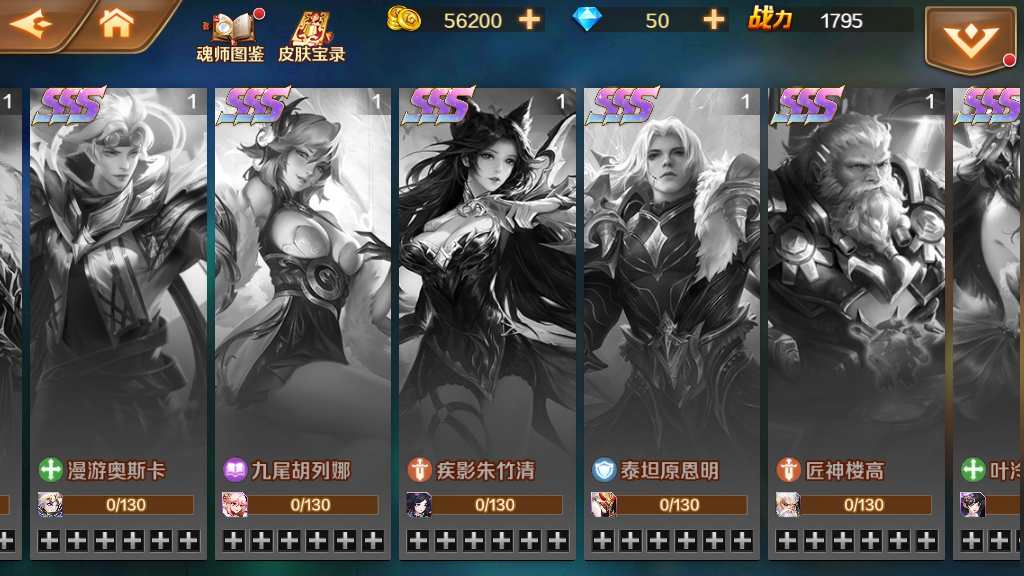 魂师图鉴
皮肤宝录
56200
50
战力 1795
1
SSS 1
SSS 1
SSS 1
SSS 1
SSS 1
SSS
漫游奥斯卡
九尾胡列娜
疾影朱竹清
泰坦原恩明
匠神楼高
叶冷
0/130
0/130
0/130
0/130
0/130